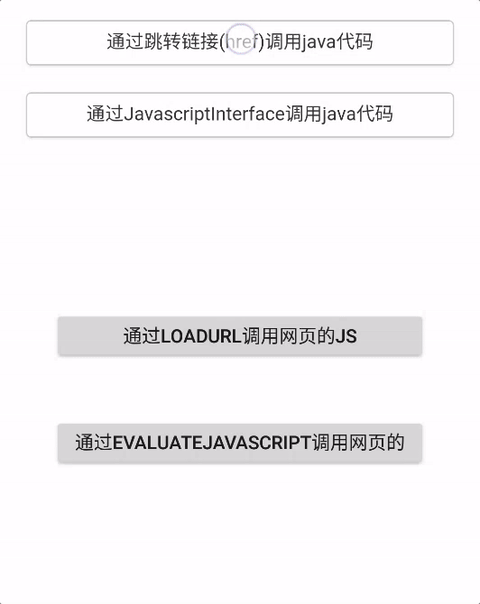 通过跳转链接(href)调用java代码
通过JavascriptInterface调用java代码
通过LOADURL调用网页的JS
通过EVALUATEJAVASCRIPT调用网页的